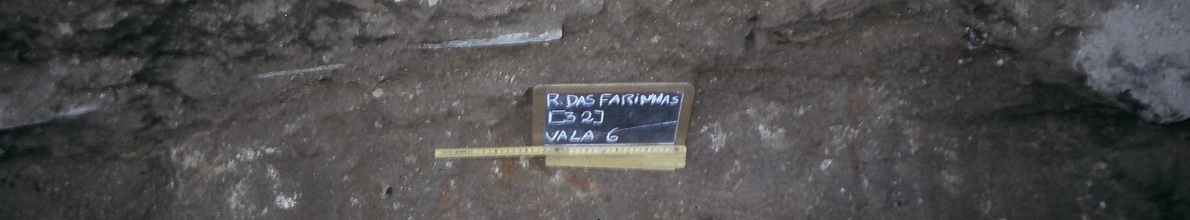 R. DAS FARINHAS
[32]
VALA 6